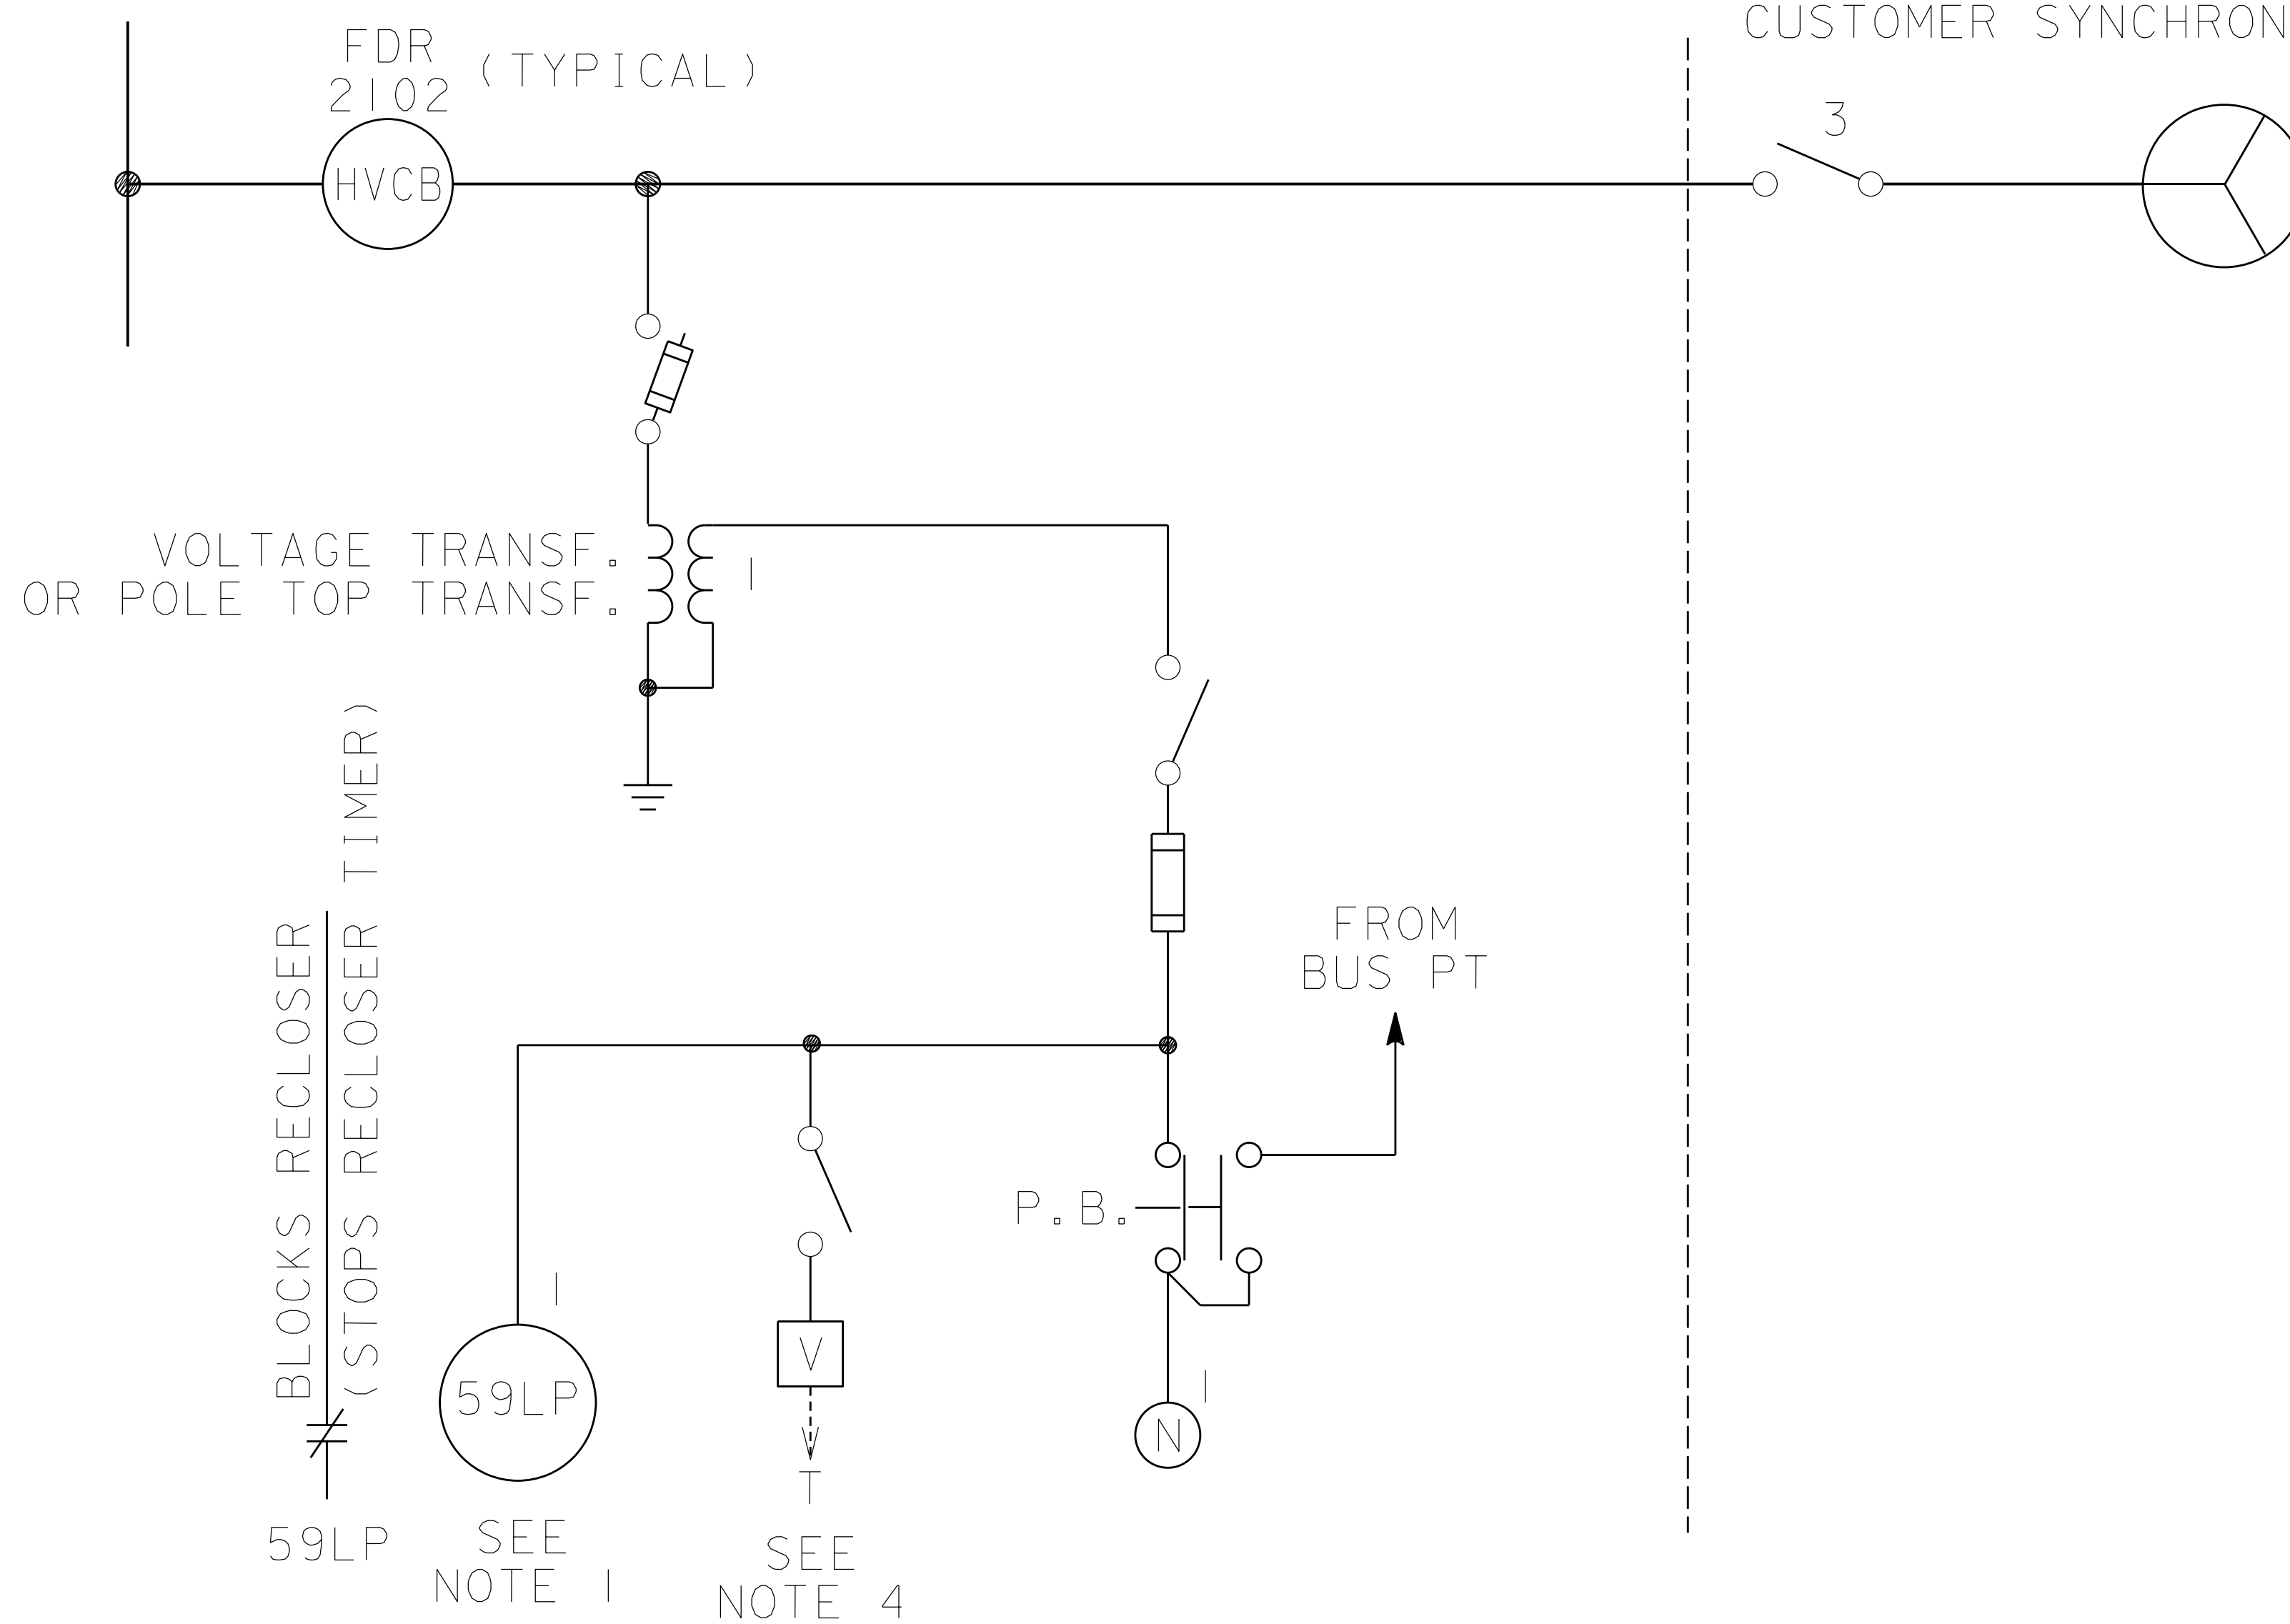 CUSTOMER SYNCHRON
FDR
2102
(TYPICAL)
HVCB
3
VOLTAGE TRANSF.
OR POLE TOP TRANSF.
1
BLOCKS RECLOSER
(STOPS RECLOSER TIMER)
FROM
BUS PT
P.B.
1
59LP
V
1
N
T
59LP
SEE
NOTE 1
SEE
NOTE 4